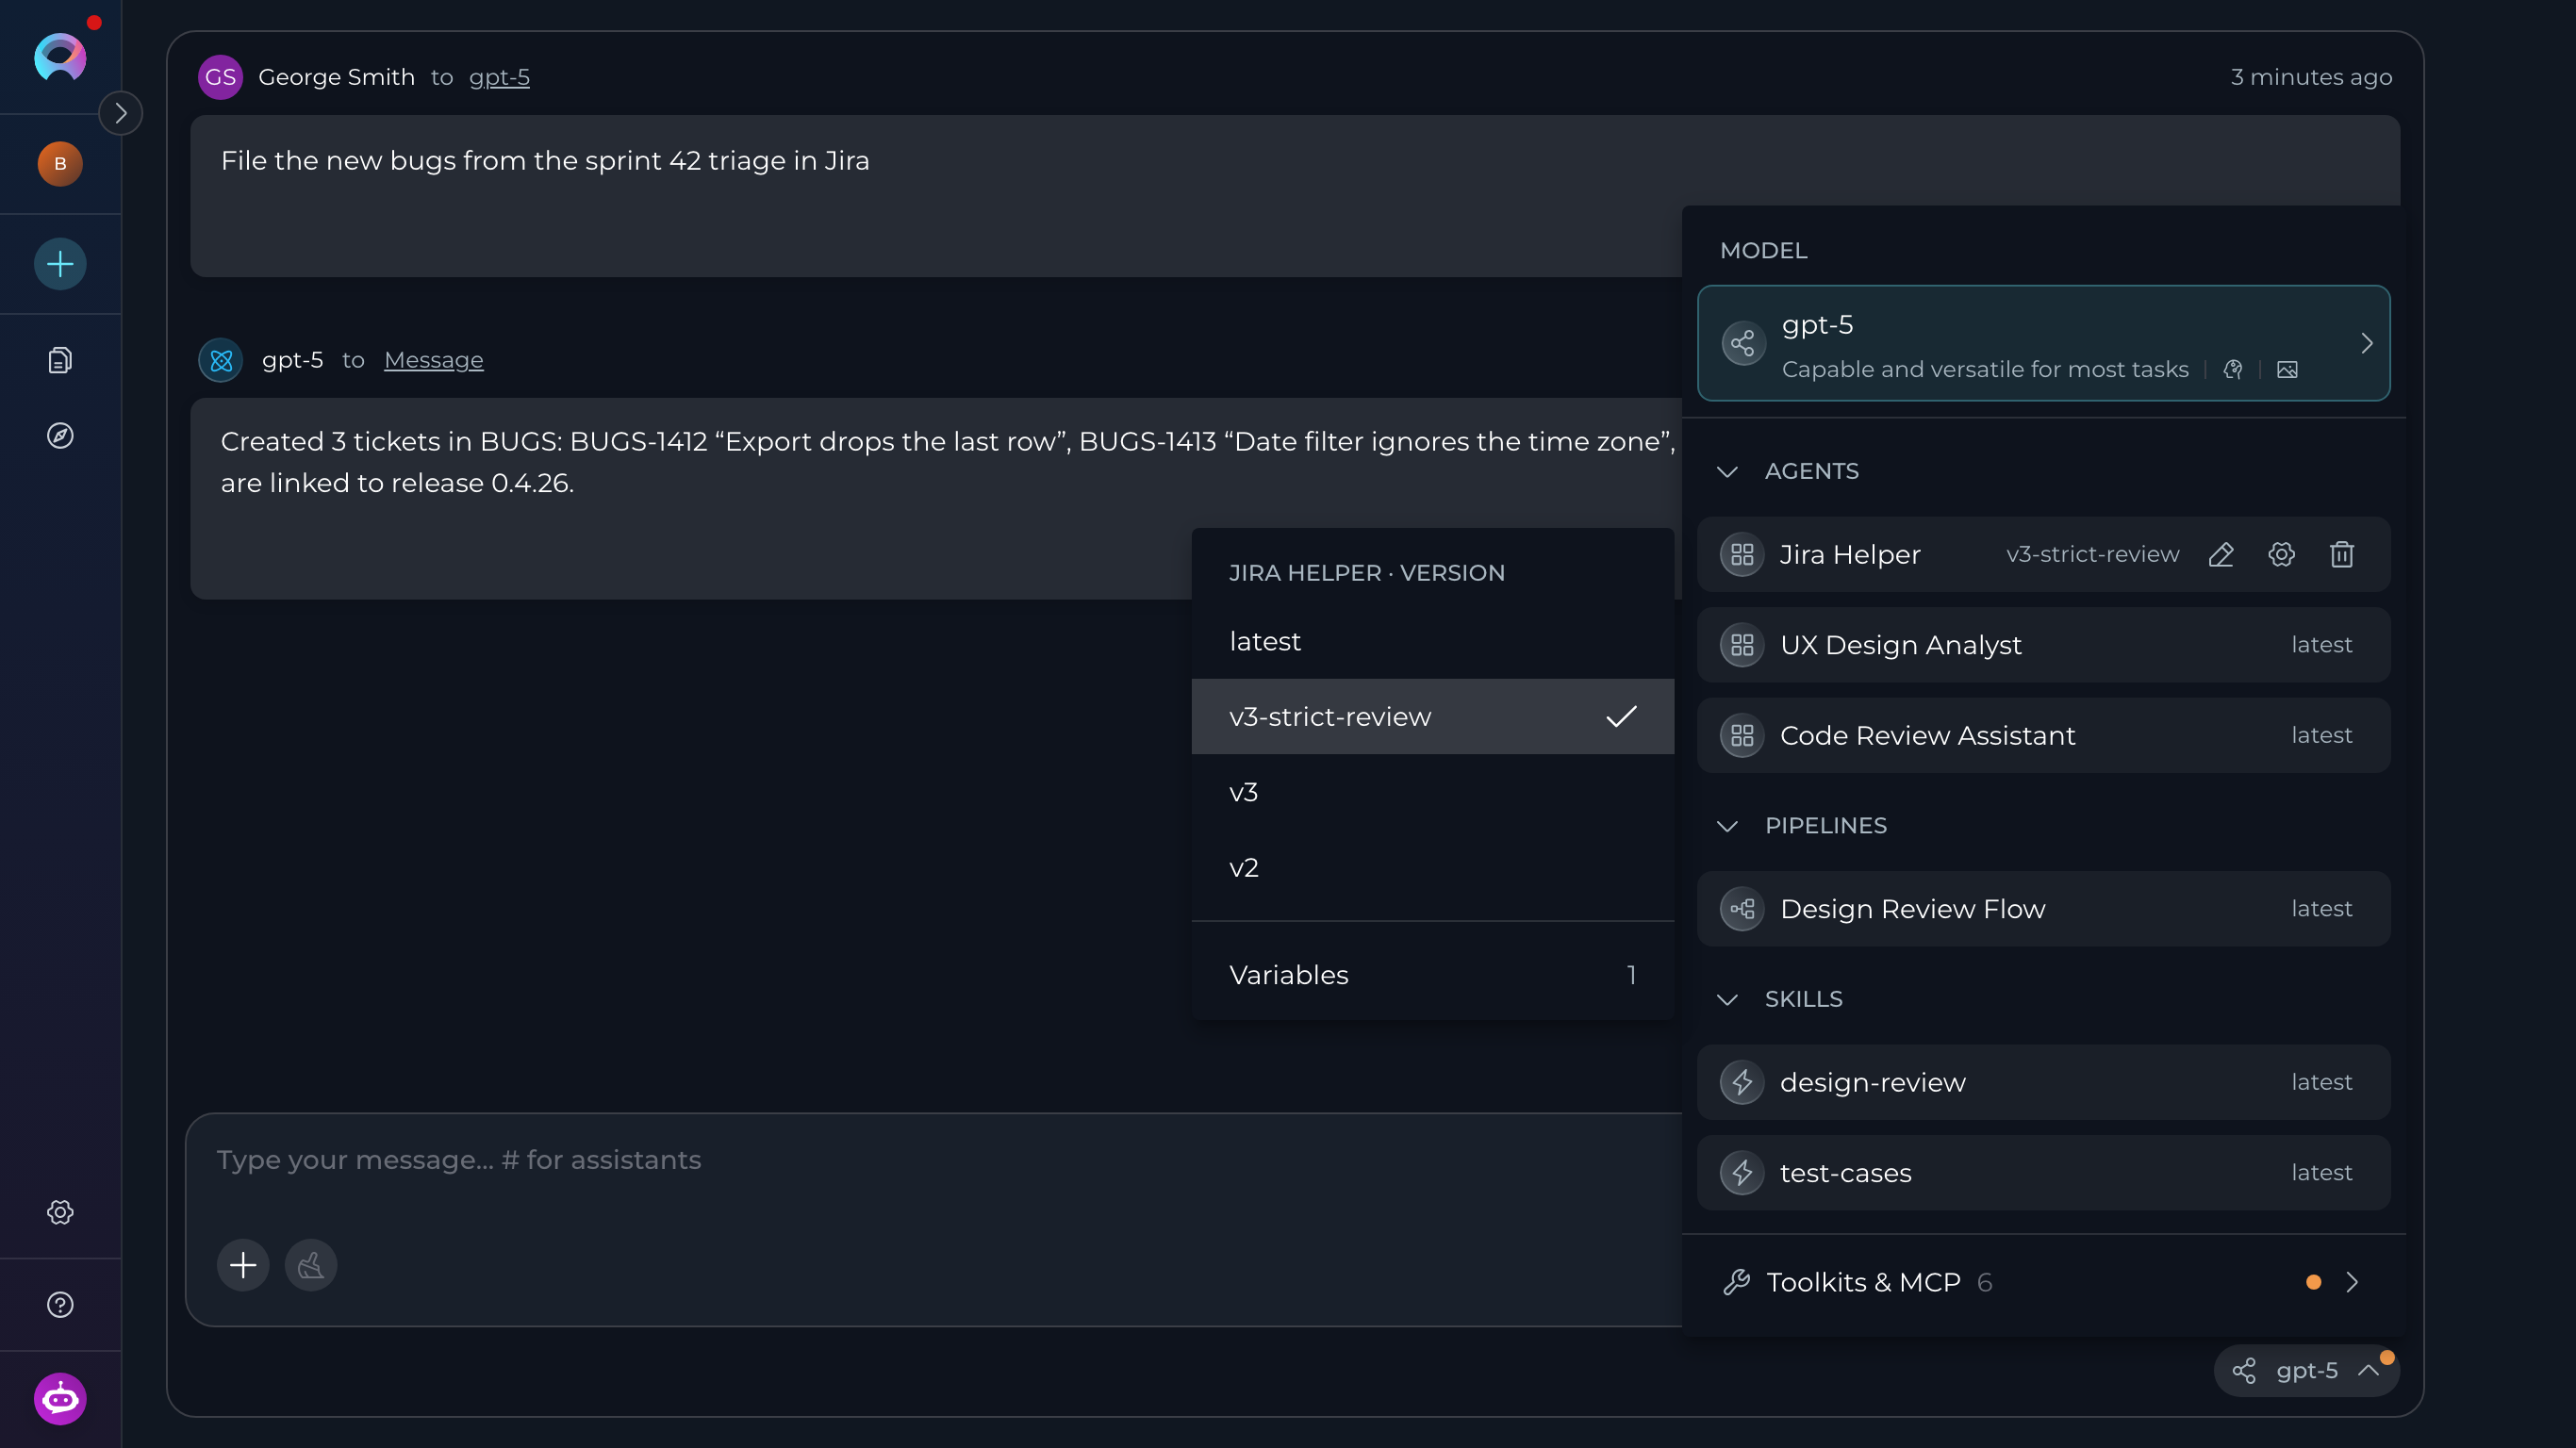 GS George Smith to gpt-5 3 minutes ago
B
File the new bugs from the sprint 42 triage in Jira
gpt-5 to Message
Created 3 tickets in BUGS: BUGS-1412 “Export drops the last row”, BUGS-1413 “Date filter ignores the time zone”,
are linked to release 0.4.26.
JIRA HELPER · VERSION
latest
v3-strict-review
v3
v2
Variables 1
MODEL
gpt-5
Capable and versatile for most tasks
AGENTS
Jira Helper v3-strict-review
UX Design Analyst latest
Code Review Assistant latest
PIPELINES
Design Review Flow latest
SKILLS
design-review latest
test-cases latest
Toolkits & MCP 6
Type your message... # for assistants
gpt-5